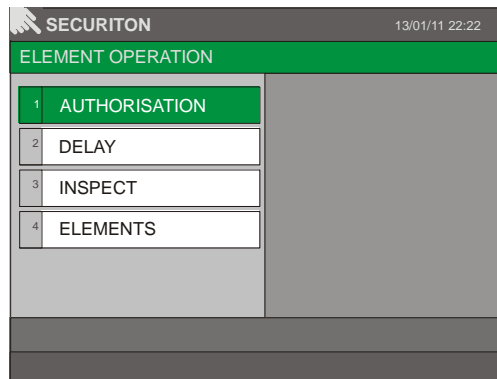 SECURITON 13/01/11 22:22
ELEMENT OPERATION
1 AUTHORISATION
2 DELAY
3 INSPECT
4 ELEMENTS